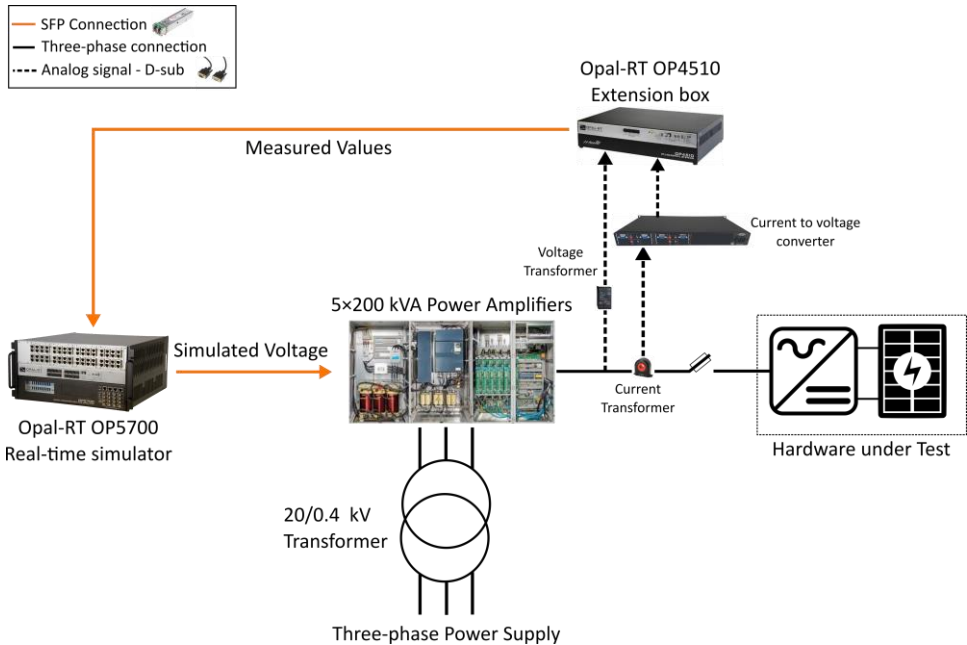 SFP Connection
Three-phase connection
Analog signal - D-sub
Opal-RT OP4510
Extension box
Measured Values
Current to voltage
converter
Voltage
Transformer
5×200 kVA Power Amplifiers
Simulated Voltage
Current
Transformer
Opal-RT OP5700
Real-time simulator
Hardware under Test
20/0.4 kV
Transformer
Three-phase Power Supply